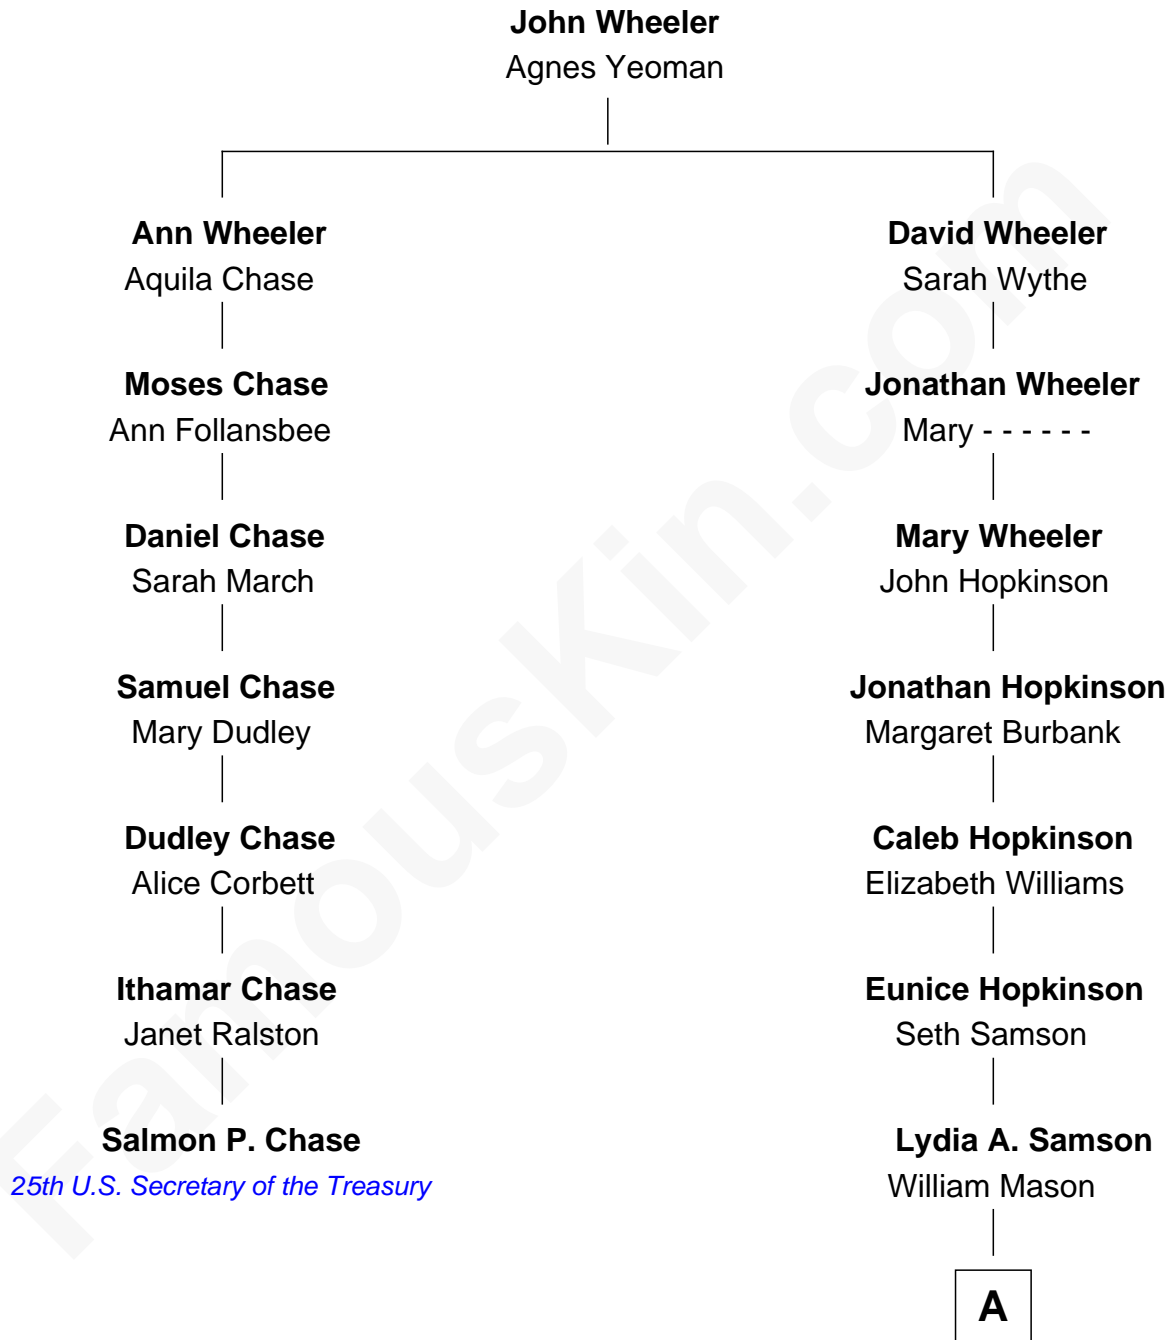 John Wheeler
Agnes Yeoman
Ann Wheeler
Aquila Chase
David Wheeler
Sarah Wythe
Moses Chase
Ann Follansbee
Jonathan Wheeler
Mary - - - - - -
Daniel Chase
Sarah March
Mary Wheeler
John Hopkinson
Samuel Chase
Mary Dudley
Jonathan Hopkinson
Margaret Burbank
Dudley Chase
Alice Corbett
Caleb Hopkinson
Elizabeth Williams
Ithamar Chase
Janet Ralston
Eunice Hopkinson
Seth Samson
Salmon P. Chase
25th U.S. Secretary of the Treasury
Lydia A. Samson
William Mason
A
FamousKin.com